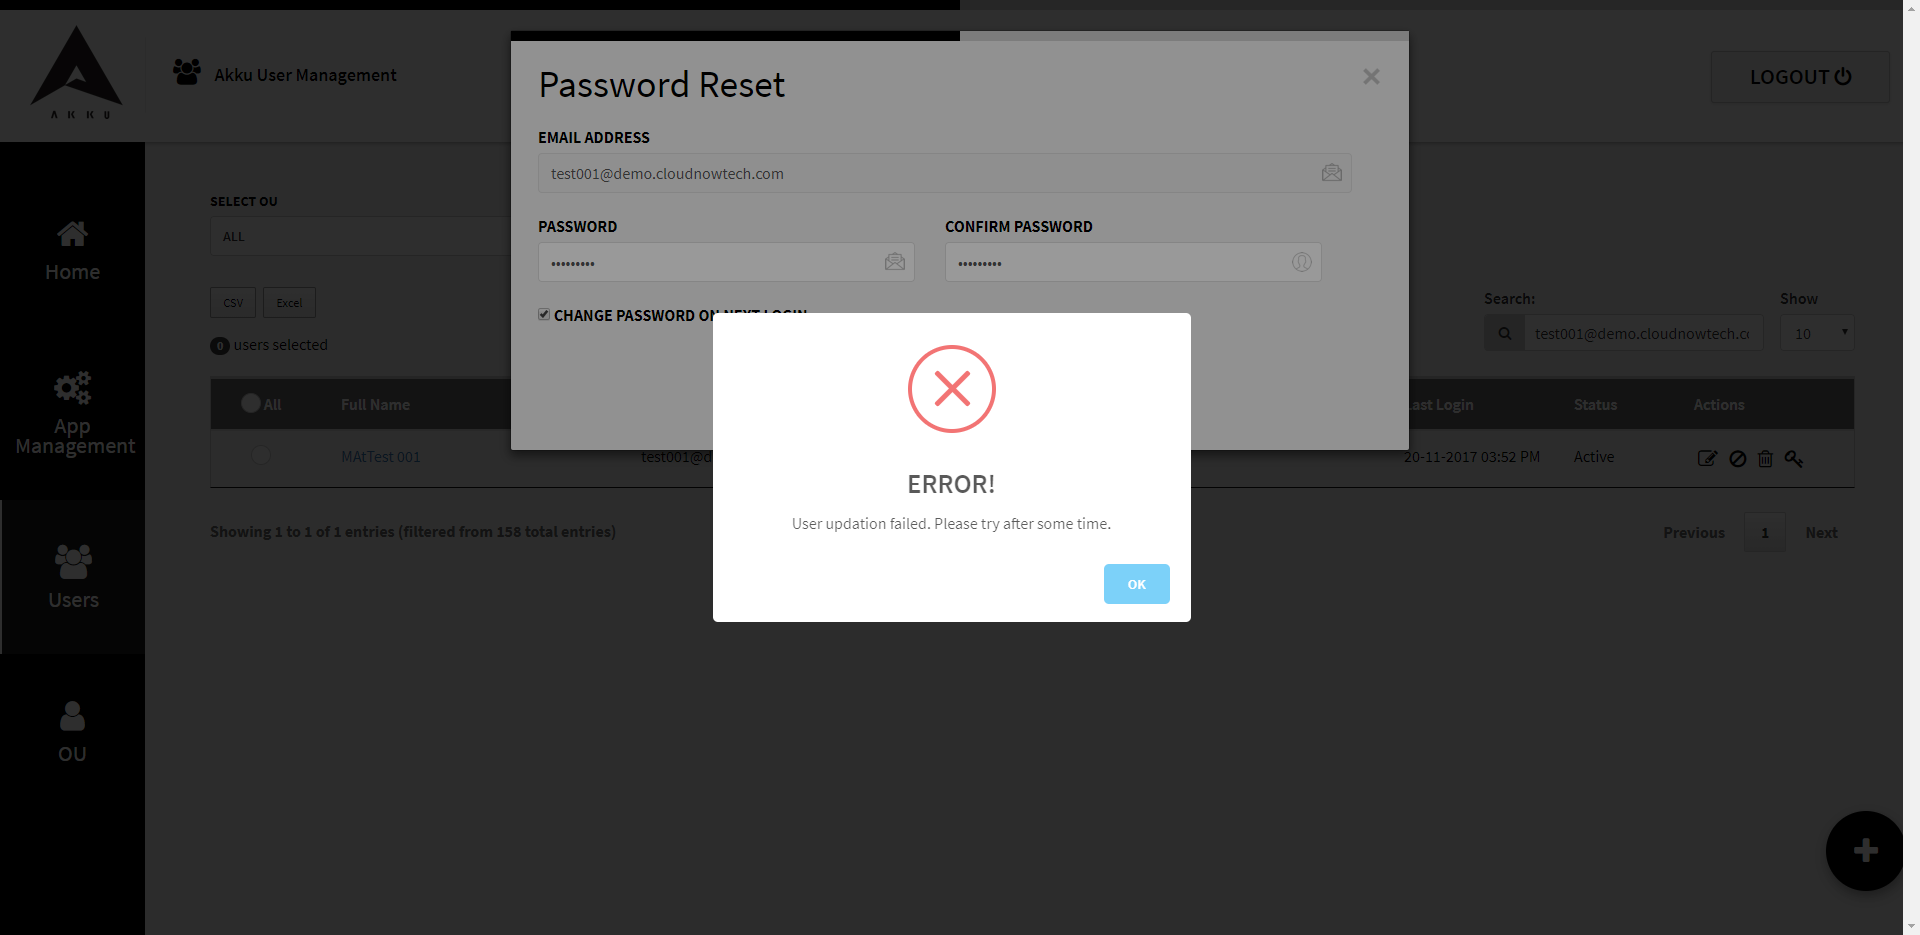 AKKU
Akku User Management
LOGOUT
Password Reset
×
EMAIL ADDRESS
test001@demo.cloudnowtech.com
PASSWORD
CONFIRM PASSWORD
•••••••••
•••••••••
CHANGE PASSWORD ON NEXT LOGIN
Home
App
Management
Users
OU
SELECT OU
ALL
CSV
Excel
0 users selected
Search:
test001@demo.cloudnowtech.co
Show
10
All
Full Name
Last Login
Status
Actions
MAtTest 001
test001@d
20-11-2017 03:52 PM
Active
Showing 1 to 1 of 1 entries (filtered from 158 total entries)
Previous
1
Next
ERROR!
User updation failed. Please try after some time.
OK